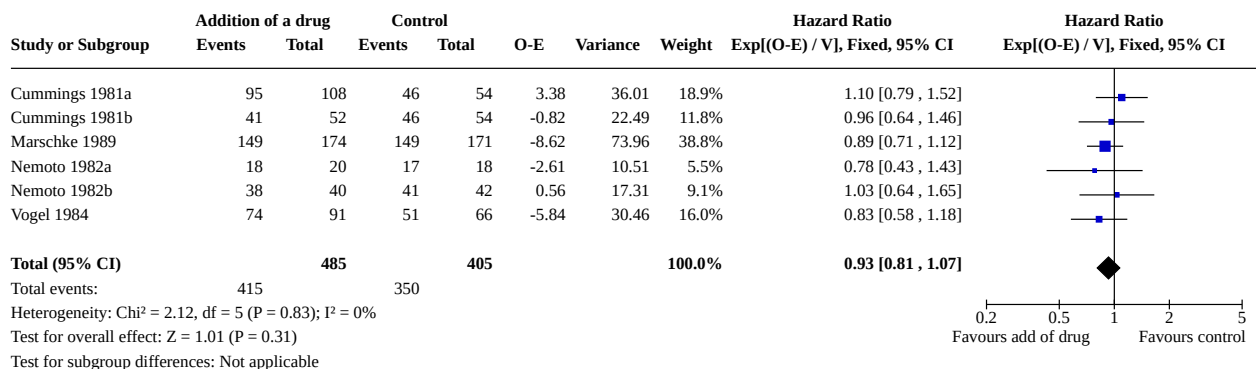 Addition of a drug Control Hazard Ratio Hazard Ratio
Study or Subgroup Events Total Events Total O-E Variance Weight Exp[(O-E) / V], Fixed, 95% CI Exp[(O-E) / V], Fixed, 95% CI
Cummings 1981a 95 108 46 54 3.38 36.01 18.9% 1.10 [0.79 , 1.52]
Cummings 1981b 41 52 46 54 -0.82 22.49 11.8% 0.96 [0.64 , 1.46]
Marschke 1989 149 174 149 171 -8.62 73.96 38.8% 0.89 [0.71 , 1.12]
Nemoto 1982a 18 20 17 18 -2.61 10.51 5.5% 0.78 [0.43 , 1.43]
Nemoto 1982b 38 40 41 42 0.56 17.31 9.1% 1.03 [0.64 , 1.65]
Vogel 1984 74 91 51 66 -5.84 30.46 16.0% 0.83 [0.58 , 1.18]
Total (95% CI) 485 405 100.0% 0.93 [0.81 , 1.07]
Total events: 415 350
Heterogeneity: Chi² = 2.12, df = 5 (P = 0.83); I² = 0%
0.2 0.5 1 2 5
Test for overall effect: Z = 1.01 (P = 0.31) Favours add of drug Favours control
Test for subgroup differences: Not applicable